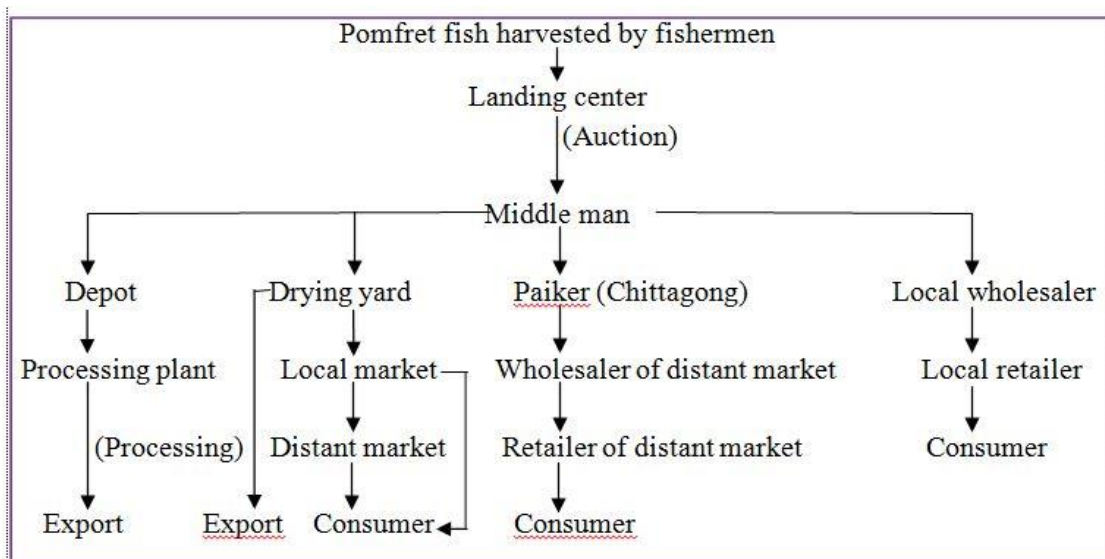 Pomfret fish harvested by fishermen
Landing center
(Auction)
Middle man
Depot Drying yard Paiker (Chittagong) Local wholesaler
Processing plant Local market Wholesaler of distant market Local retailer
(Processing) Distant market Retailer of distant market Consumer
Export Export Consumer Consumer